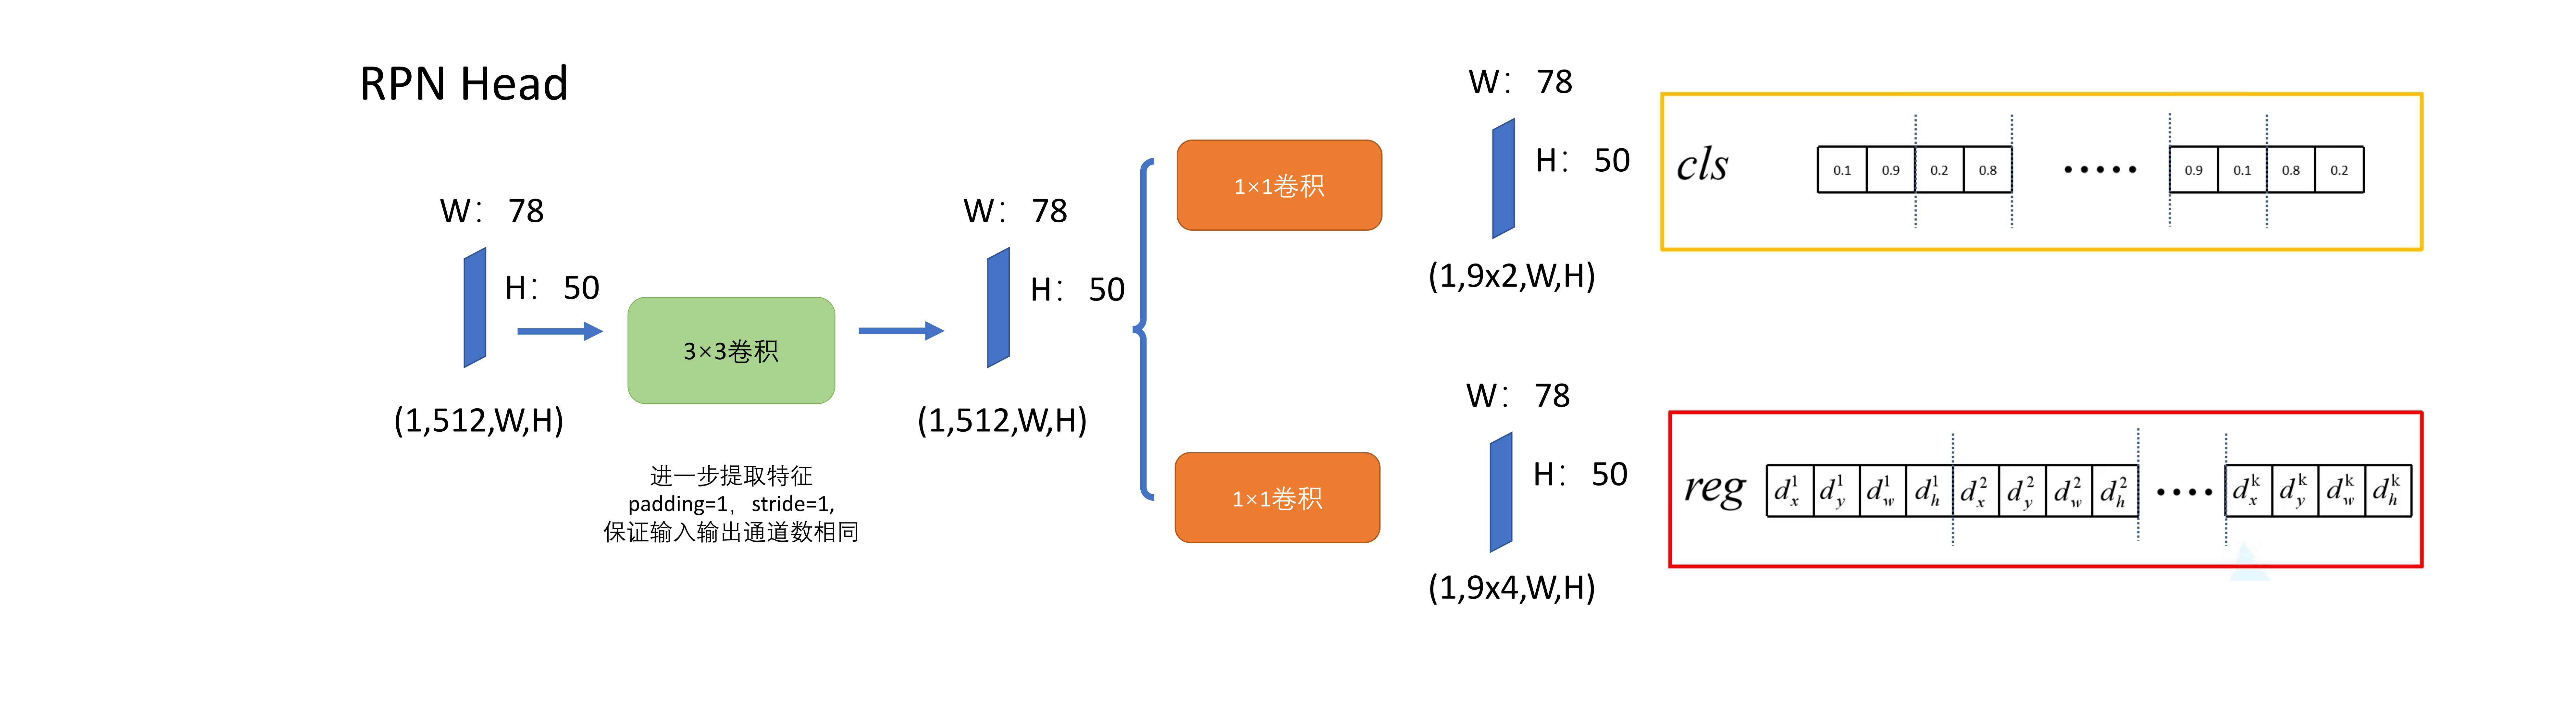 RPN Head
W： 78
H： 50
(1,512,W,H)
3×3卷积
进一步提取特征
padding=1，stride=1,
保证输入输出通道数相同
W： 78
H： 50
(1,512,W,H)
1×1卷积
W： 78
H： 50
(1,9x2,W,H)
cls 0.1 0.9 0.2 0.8 ····· 0.9 0.1 0.8 0.2
1×1卷积
W： 78
H： 50
(1,9x4,W,H)
reg d_x^1 d_y^1 d_w^1 d_h^1 d_x^2 d_y^2 d_w^2 d_h^2 ···· d_x^k d_y^k d_w^k d_h^k